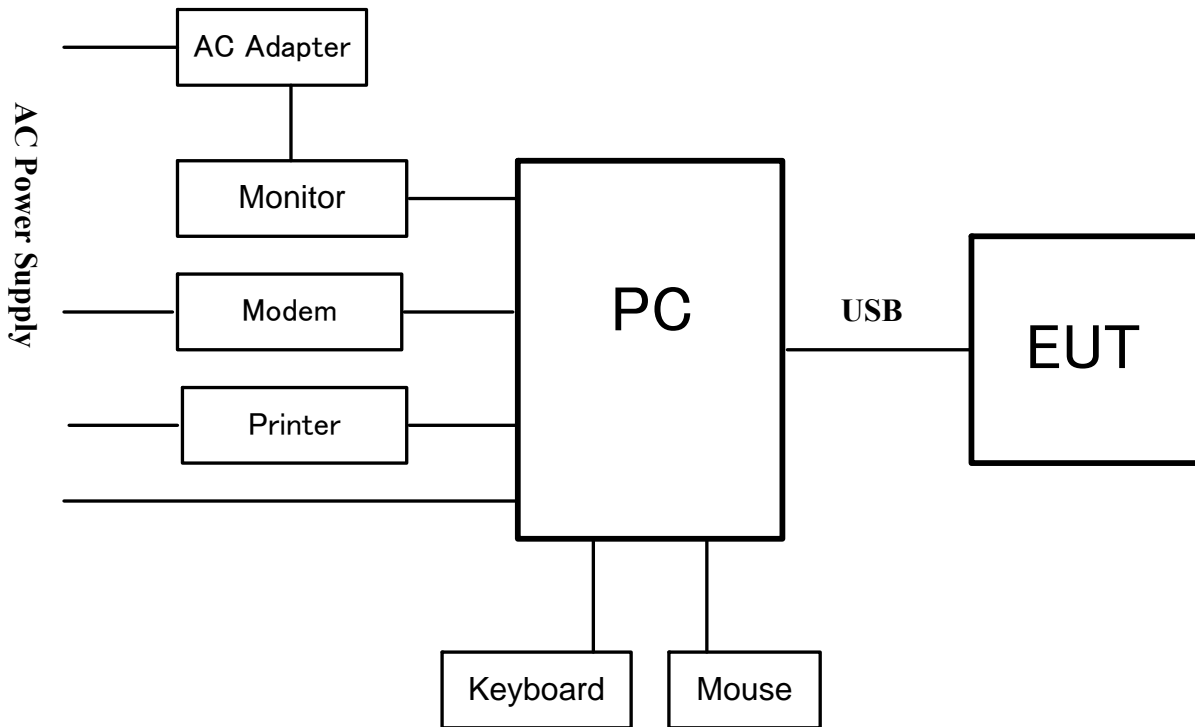 AC Adapter
AC Power Supply
Monitor
Modem
Printer
PC
USB
EUT
Keyboard
Mouse